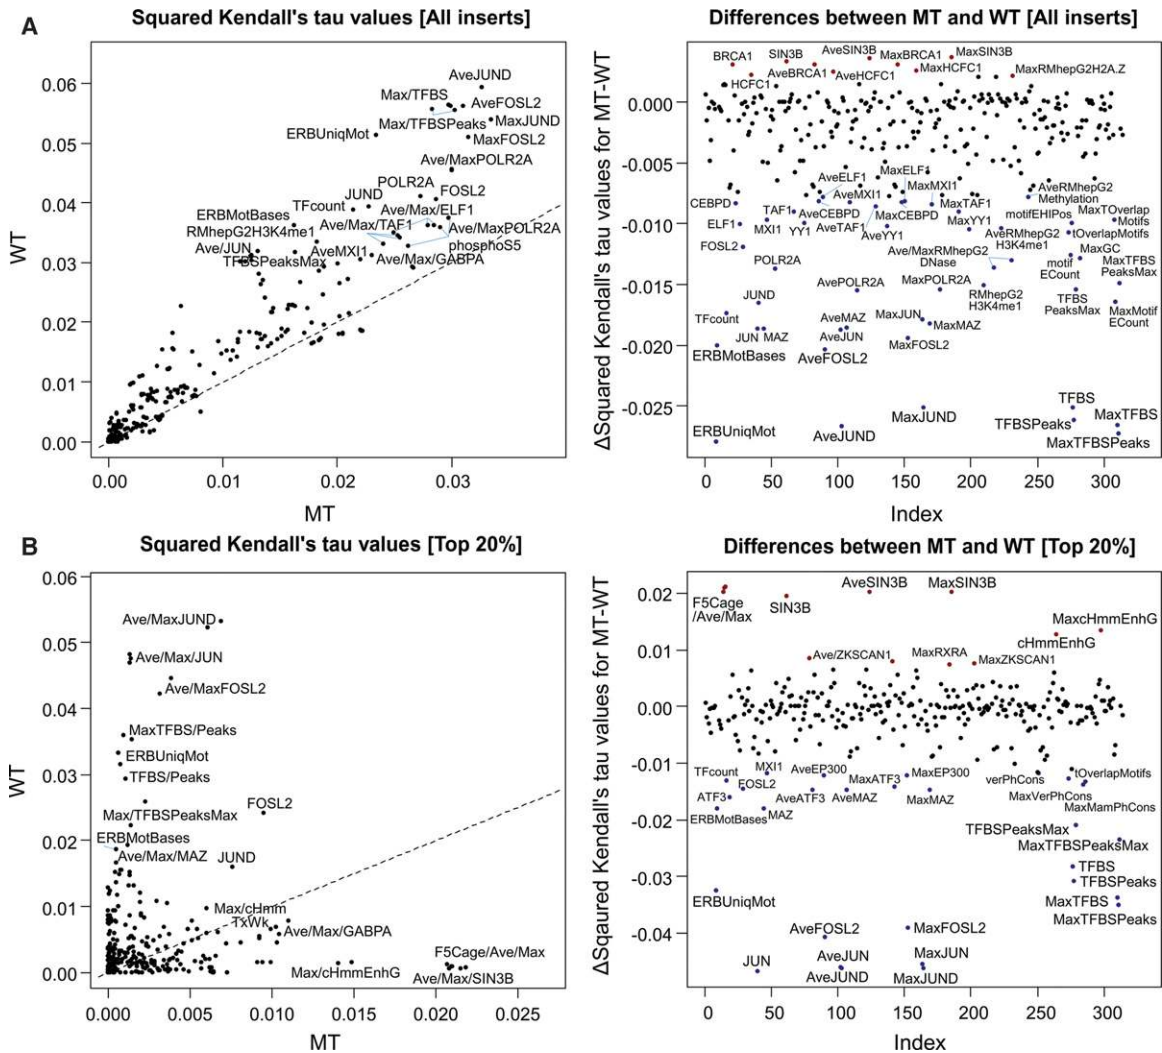 A
Squared Kendall's tau values [All inserts]
WT
0.06
0.05
0.04
0.03
0.02
0.01
0.00
AveJUND
Max/TFBS
AveFOSL2
Max/TFBSPeaks
MaxJUND
ERBUniqMot
MaxFOSL2
Ave/MaxPOLR2A
POLR2A
FOSL2
JUND
TFcount
Ave/Max/ELF1
ERBMotBases
Ave/Max/TAF1
RMhepG2H3K4me1
Ave/MaxPOLR2A
phosphoS5
Ave/JUN
AveMXI1
TFBSPeaksMax
Ave/Max/GABPA
0.00
0.01
0.02
0.03
MT
Differences between MT and WT [All inserts]
ΔSquared Kendall's tau values for MT-WT
0.000
-0.005
-0.010
-0.015
-0.020
-0.025
BRCA1
SIN3B
AveSIN3B
MaxBRCA1
MaxSIN3B
HCFC1
AveBRCA1
AveHCFC1
MaxHCFC1
MaxRMhepG2H2A.Z
AveELF1
MaxELF1
CEBPD
TAF1
AveMXI1
MaxMXI1
AveRMhepG2
Methylation
ELF1
MXI1
YY1
AveCEBPD
AveTAF1
MaxCEBPD
MaxTAF1
MaxYY1
motifEHIPos
MaxTOverlap
Motifs
FOSL2
AveYY1
AveRMhepG2
H3K4me1
tOverlapMotifs
POLR2A
Ave/MaxRMhepG2
DNase
motif
ECount
MaxGC
MaxTFBS
PeaksMax
JUND
AvePOLR2A
MaxPOLR2A
RMhepG2
H3K4me1
TFBS
PeaksMax
MaxMotif
ECount
TFcount
JUN
MAZ
AveMAZ
AveJUN
MaxJUN
MaxMAZ
ERBMotBases
AveFOSL2
MaxFOSL2
ERBUniqMot
AveJUND
MaxJUND
TFBS
TFBSPeaks
MaxTFBS
MaxTFBSPeaks
0
50
100
150
200
250
300
Index
B
Squared Kendall's tau values [Top 20%]
WT
0.06
0.05
0.04
0.03
0.02
0.01
0.00
Ave/MaxJUND
Ave/Max/JUN
Ave/MaxFOSL2
MaxTFBS/Peaks
ERBUniqMot
TFBS/Peaks
FOSL2
Max/TFBSPeaksMax
ERBMotBases
Ave/Max/MAZ
JUND
Max/cHmm
TxWk
Ave/Max/GABPA
F5Cage/Ave/Max
Max/cHmmEnhG
Ave/Max/SIN3B
0.000
0.005
0.010
0.015
0.020
0.025
MT
Differences between MT and WT [Top 20%]
ΔSqaured Kendall's tau values for MT-WT
0.02
0.01
0.00
-0.01
-0.02
-0.03
-0.04
F5Cage
/Ave/Max
SIN3B
AveSIN3B
MaxSIN3B
MaxcHmmEnhG
cHmmEnhG
Ave/ZKSCAN1
MaxRXRA
MaxZKSCAN1
TFcount
MXI1
AveEP300
MaxATF3
MaxEP300
verPhCons
tOverlapMotifs
ATF3
FOSL2
AveATF3
AveMAZ
MaxMAZ
MaxVerPhCons
MaxMamPhCons
ERBMotBases
MAZ
TFBSPeaksMax
MaxTFBSPeaksMax
TFBS
TFBSPeaks
ERBUniqMot
MaxTFBS
MaxTFBSPeaks
AveFOSL2
MaxFOSL2
JUN
AveJUN
AveJUND
MaxJUN
MaxJUND
0
50
100
150
200
250
300
Index